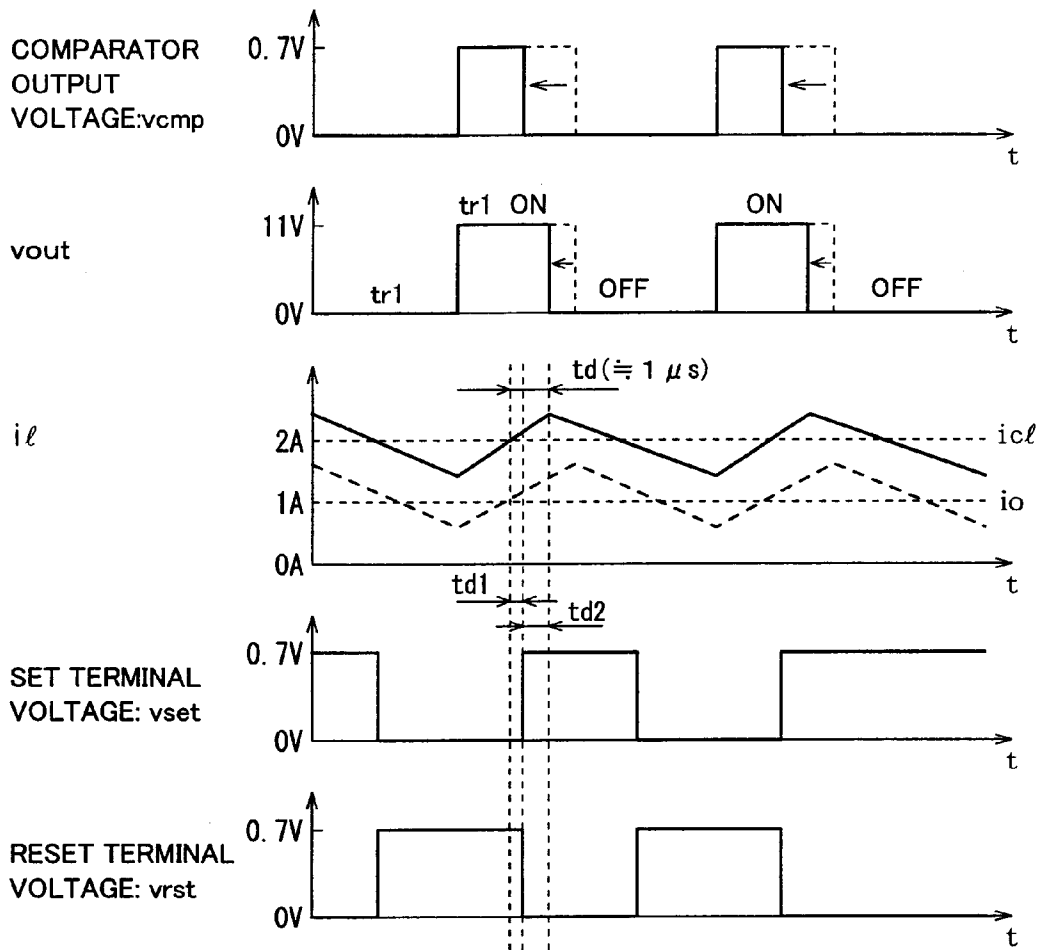 COMPARATOR
OUTPUT
VOLTAGE:vcmp
0.7V
0V
t
vout
11V
0V
tr1
tr1 ON
OFF
ON
OFF
t
iℓ
td(≒ 1 μs)
2A
1A
0A
icℓ
io
t
td1
td2
SET TERMINAL
VOLTAGE: vset
0.7V
0V
t
RESET TERMINAL
VOLTAGE: vrst
0.7V
0V
t